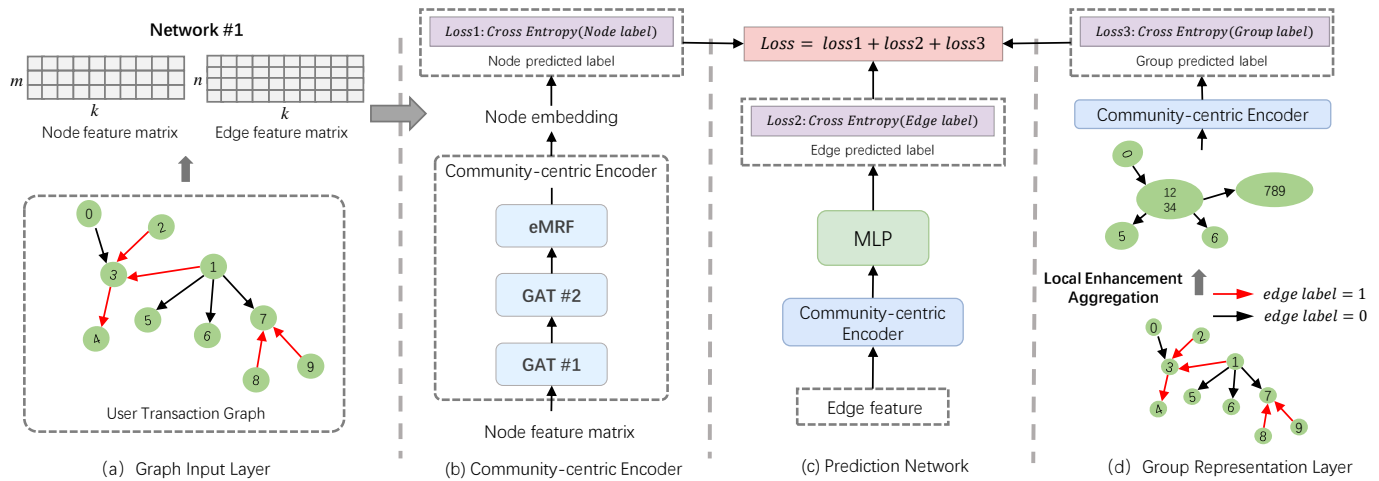 Network #1
m
k
Node feature matrix
n
k
Edge feature matrix
0
2
3
1
4
5
6
7
8
9
User Transaction Graph
(a) Graph Input Layer
Loss1: Cross Entropy(Node label)
Node predicted label
Node embedding
Community-centric Encoder
eMRF
GAT #2
GAT #1
Node feature matrix
(b) Community-centric Encoder
Loss = loss1 + loss2 + loss3
Loss2: Cross Entropy(Edge label)
Edge predicted label
MLP
Community-centric
Encoder
Edge feature
(c) Prediction Network
Loss3: Cross Entropy(Group label)
Group predicted label
Community-centric Encoder
0
12
34
789
5
6
Local Enhancement
Aggregation
edge label = 1
edge label = 0
0
2
3
1
4
5
6
7
8
9
(d) Group Representation Layer